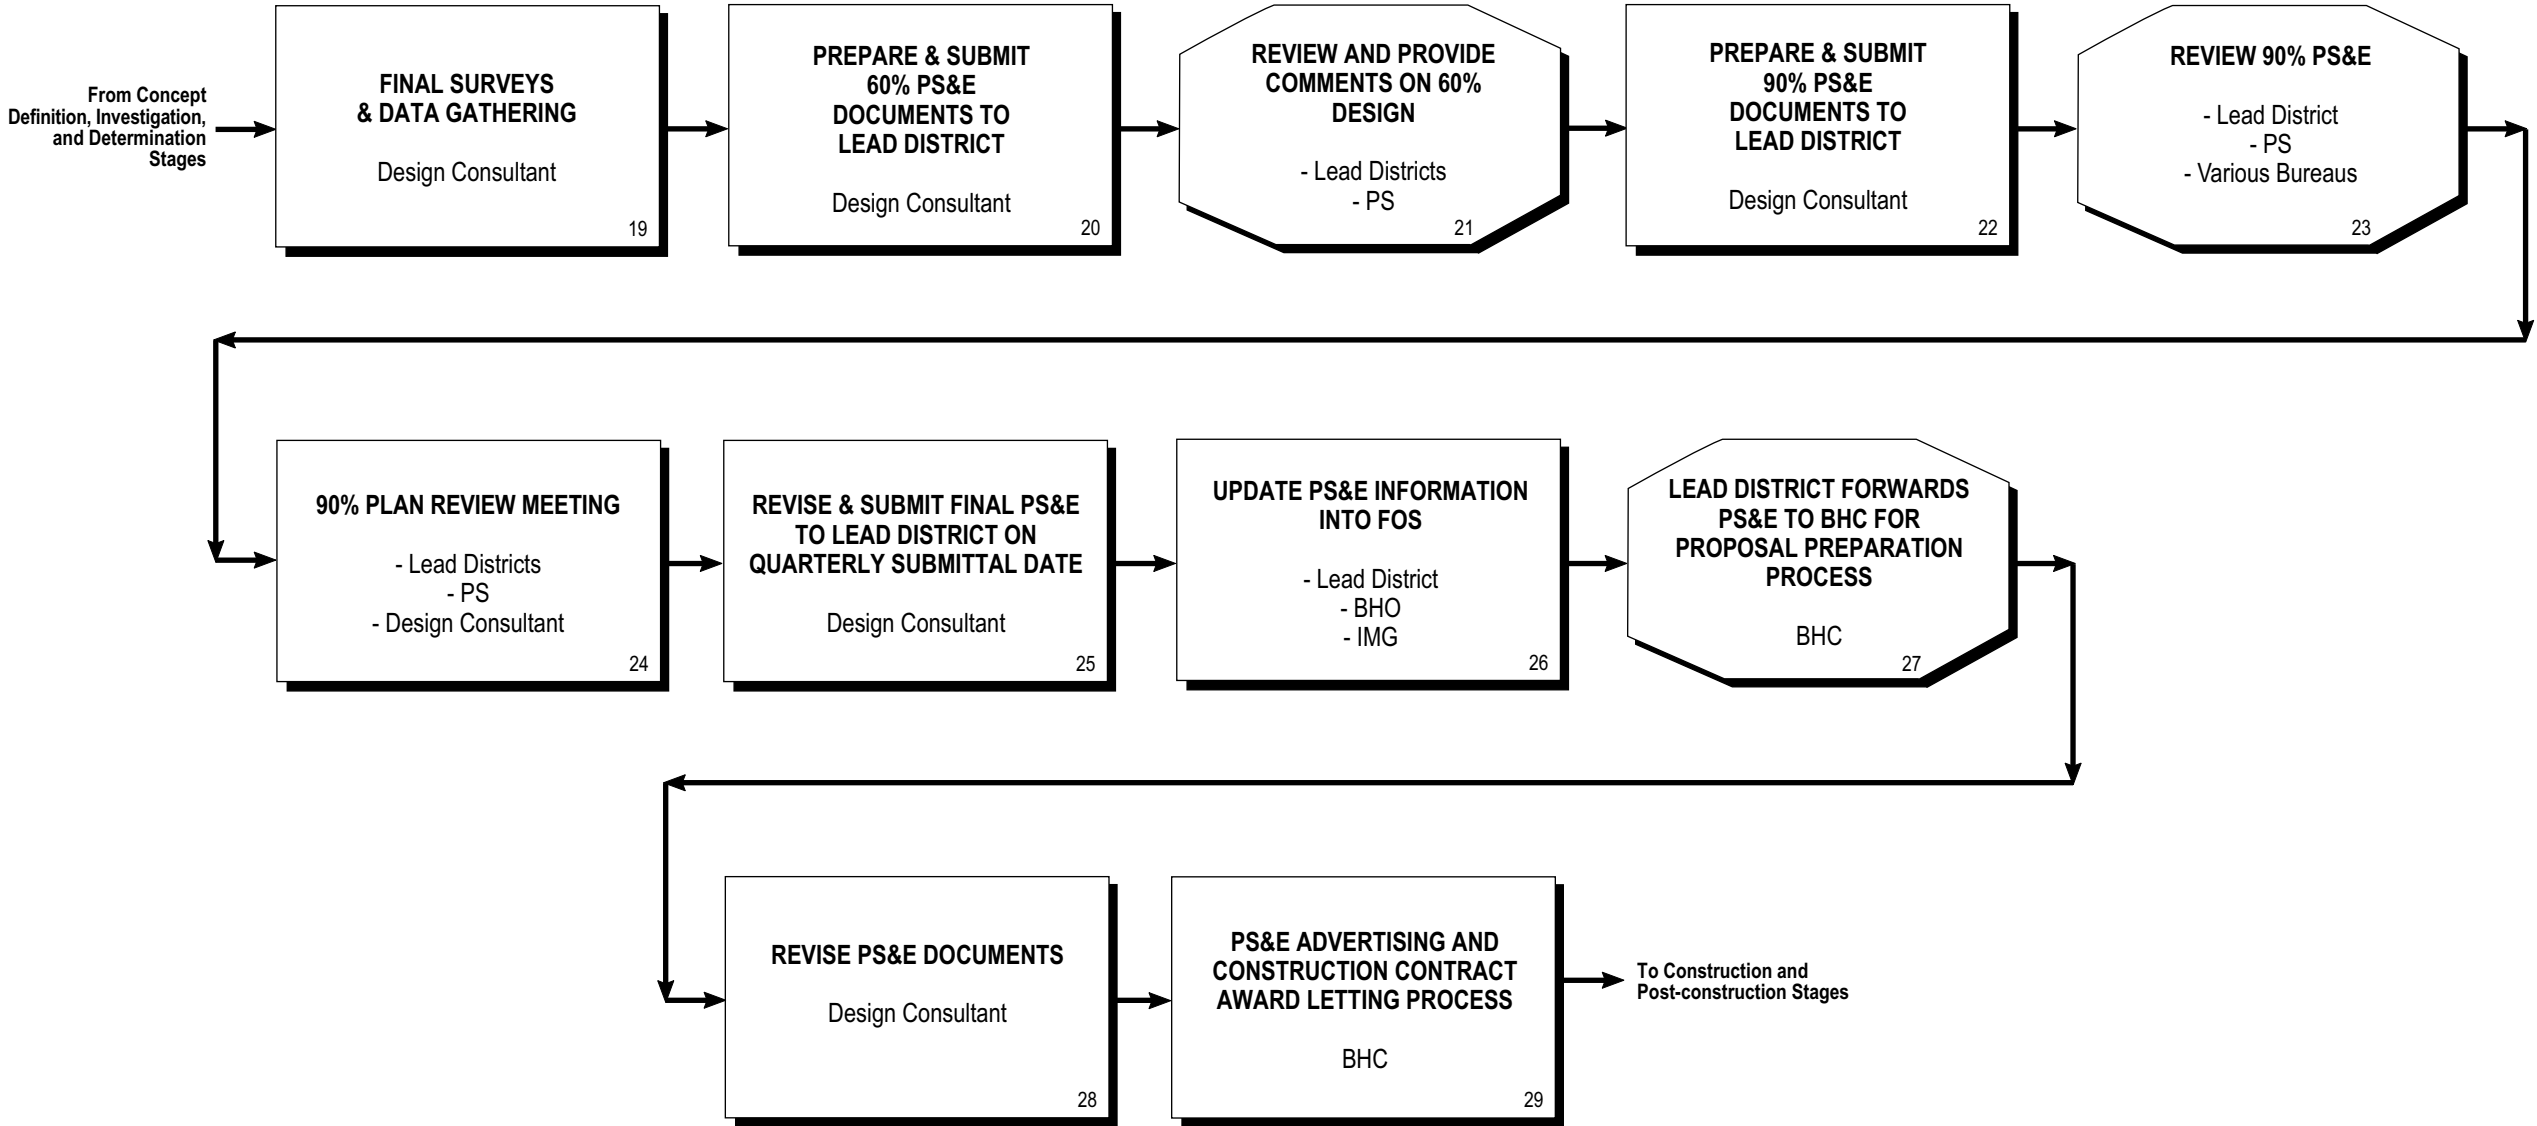 From Concept
Definition, Investigation,
and Determination
Stages
FINAL SURVEYS
& DATA GATHERING
Design Consultant
19
PREPARE & SUBMIT
60% PS&E
DOCUMENTS TO
LEAD DISTRICT
Design Consultant
20
REVIEW AND PROVIDE
COMMENTS ON 60%
DESIGN
- Lead Districts
- PS
21
PREPARE & SUBMIT
90% PS&E
DOCUMENTS TO
LEAD DISTRICT
Design Consultant
22
REVIEW 90% PS&E
- Lead District
- PS
- Various Bureaus
23
90% PLAN REVIEW MEETING
- Lead Districts
- PS
- Design Consultant
24
REVISE & SUBMIT FINAL PS&E
TO LEAD DISTRICT ON
QUARTERLY SUBMITTAL DATE
Design Consultant
25
UPDATE PS&E INFORMATION
INTO FOS
- Lead District
- BHO
- IMG
26
LEAD DISTRICT FORWARDS
PS&E TO BHC FOR
PROPOSAL PREPARATION
PROCESS
BHC
27
REVISE PS&E DOCUMENTS
Design Consultant
28
PS&E ADVERTISING AND
CONSTRUCTION CONTRACT
AWARD LETTING PROCESS
BHC
29
To Construction and
Post-construction Stages